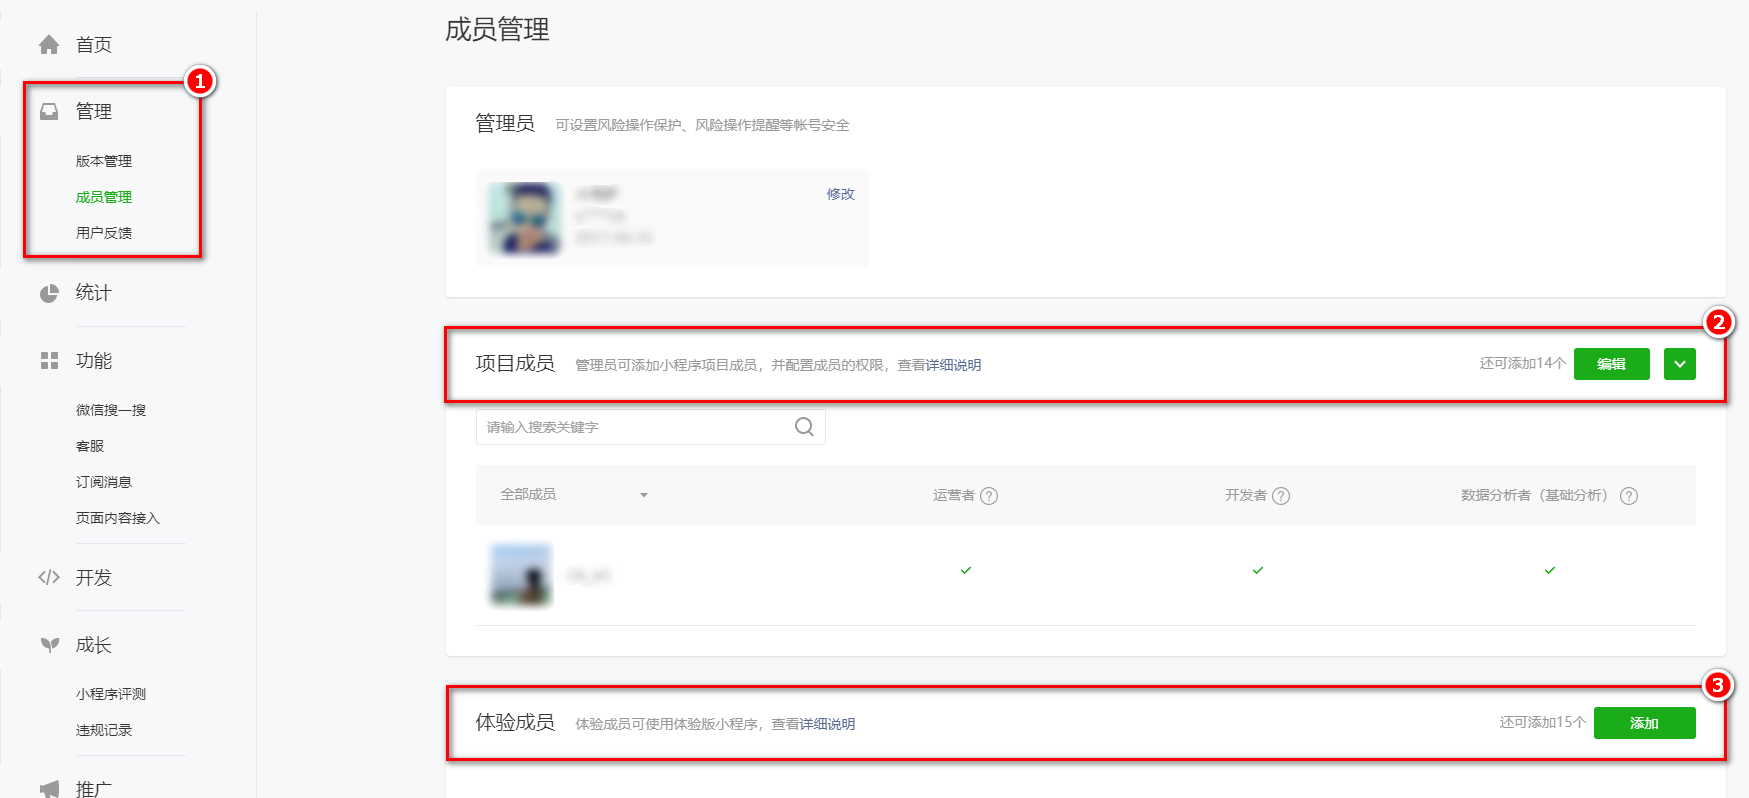 首页
管理
版本管理
成员管理
用户反馈
统计
功能
微信搜一搜
客服
订阅消息
页面内容接入
开发
成长
小程序评测
违规记录
推广
1
成员管理
管理员 可设置风险操作保护、风险操作提醒等帐号安全
修改
2
项目成员 管理员可添加小程序项目成员，并配置成员的权限，查看详细说明 还可添加14个 编辑
请输入搜索关键字
全部成员 运营者 ? 开发者 ? 数据分析者（基础分析） ?
3
体验成员 体验成员可使用体验版小程序，查看详细说明 还可添加15个 添加